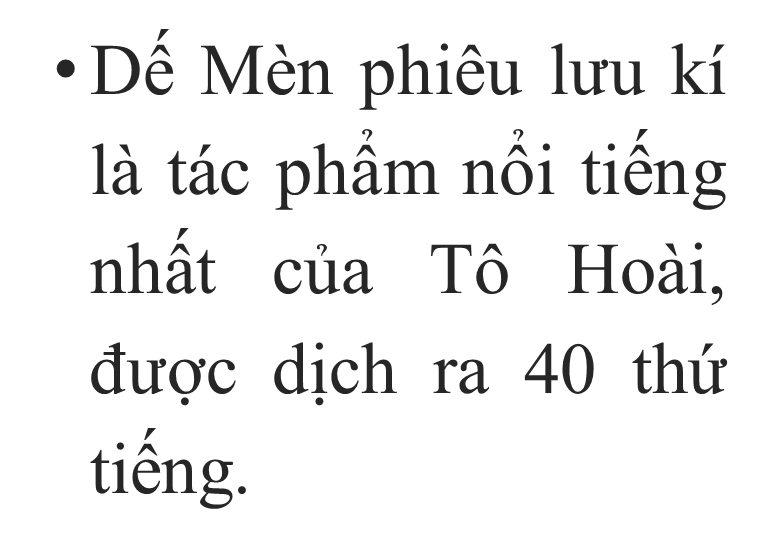 • Dế Mèn phiêu lưu kí
là tác phẩm nổi tiếng
nhất của Tô Hoài,
được dịch ra 40 thứ
tiếng.